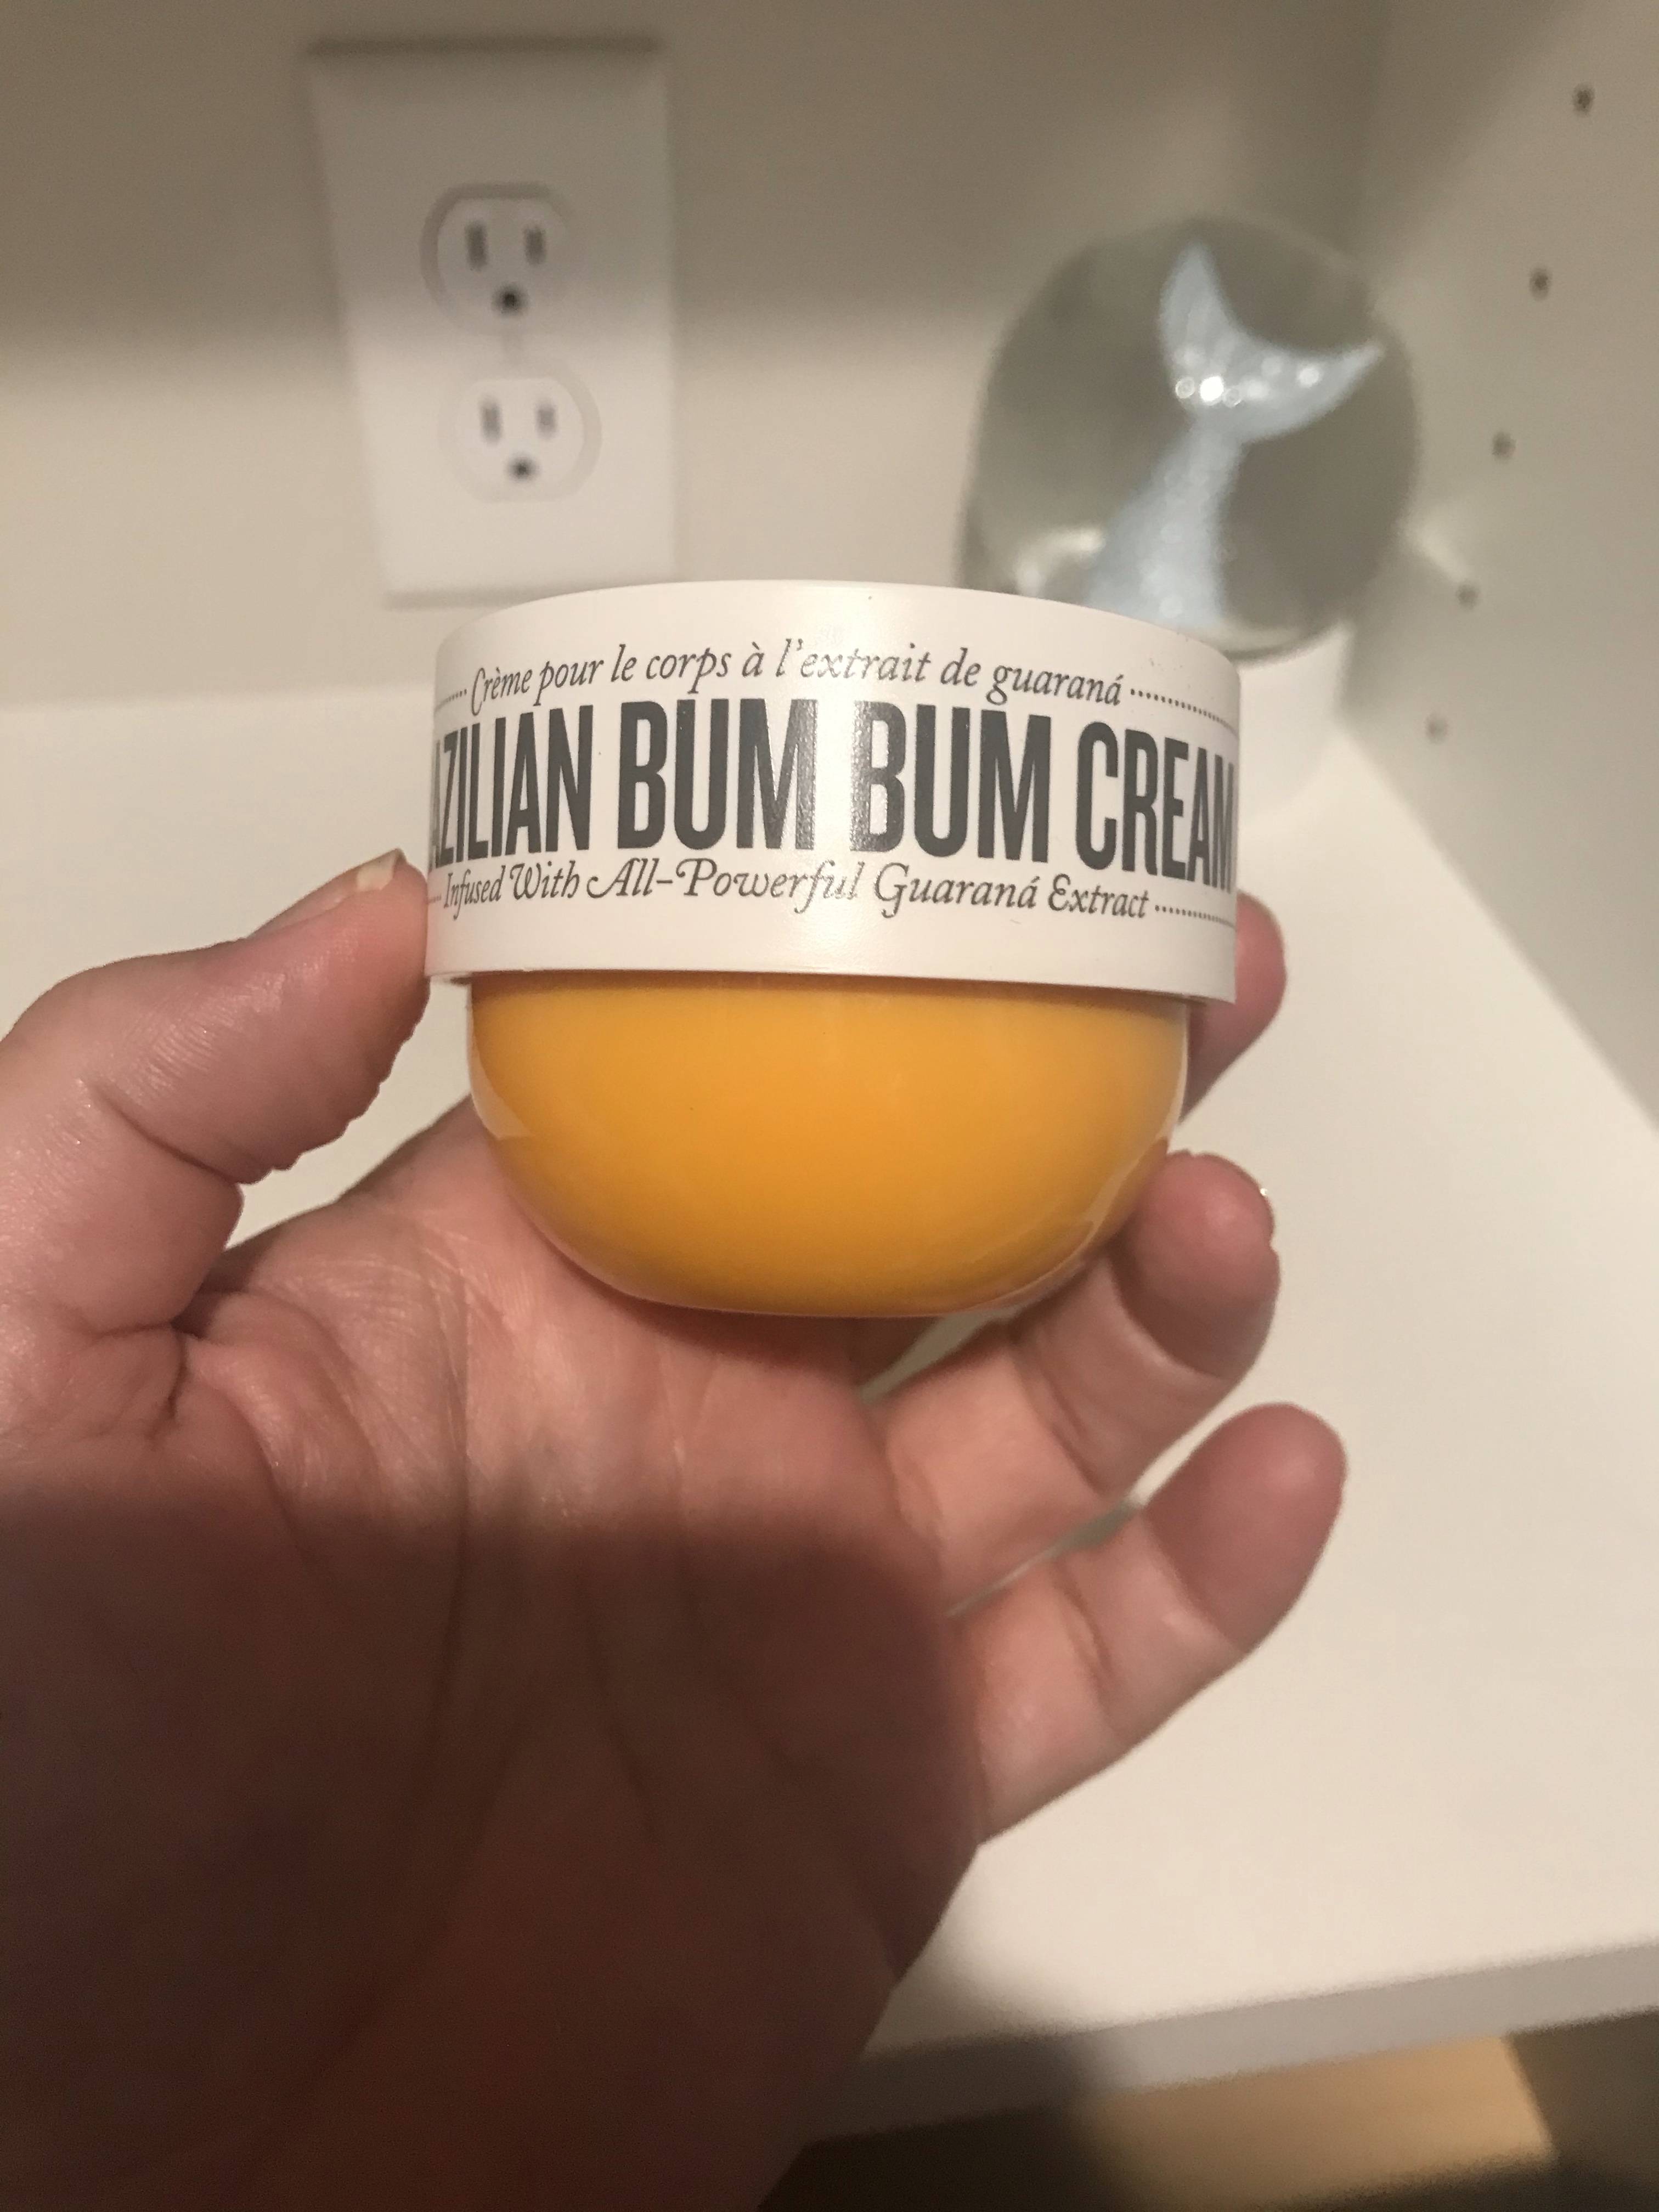 Crème pour le corps à l'extrait de guaraná
AZILIAN BUM BUM CREAM
Infused With All-Powerful Guaraná Extract